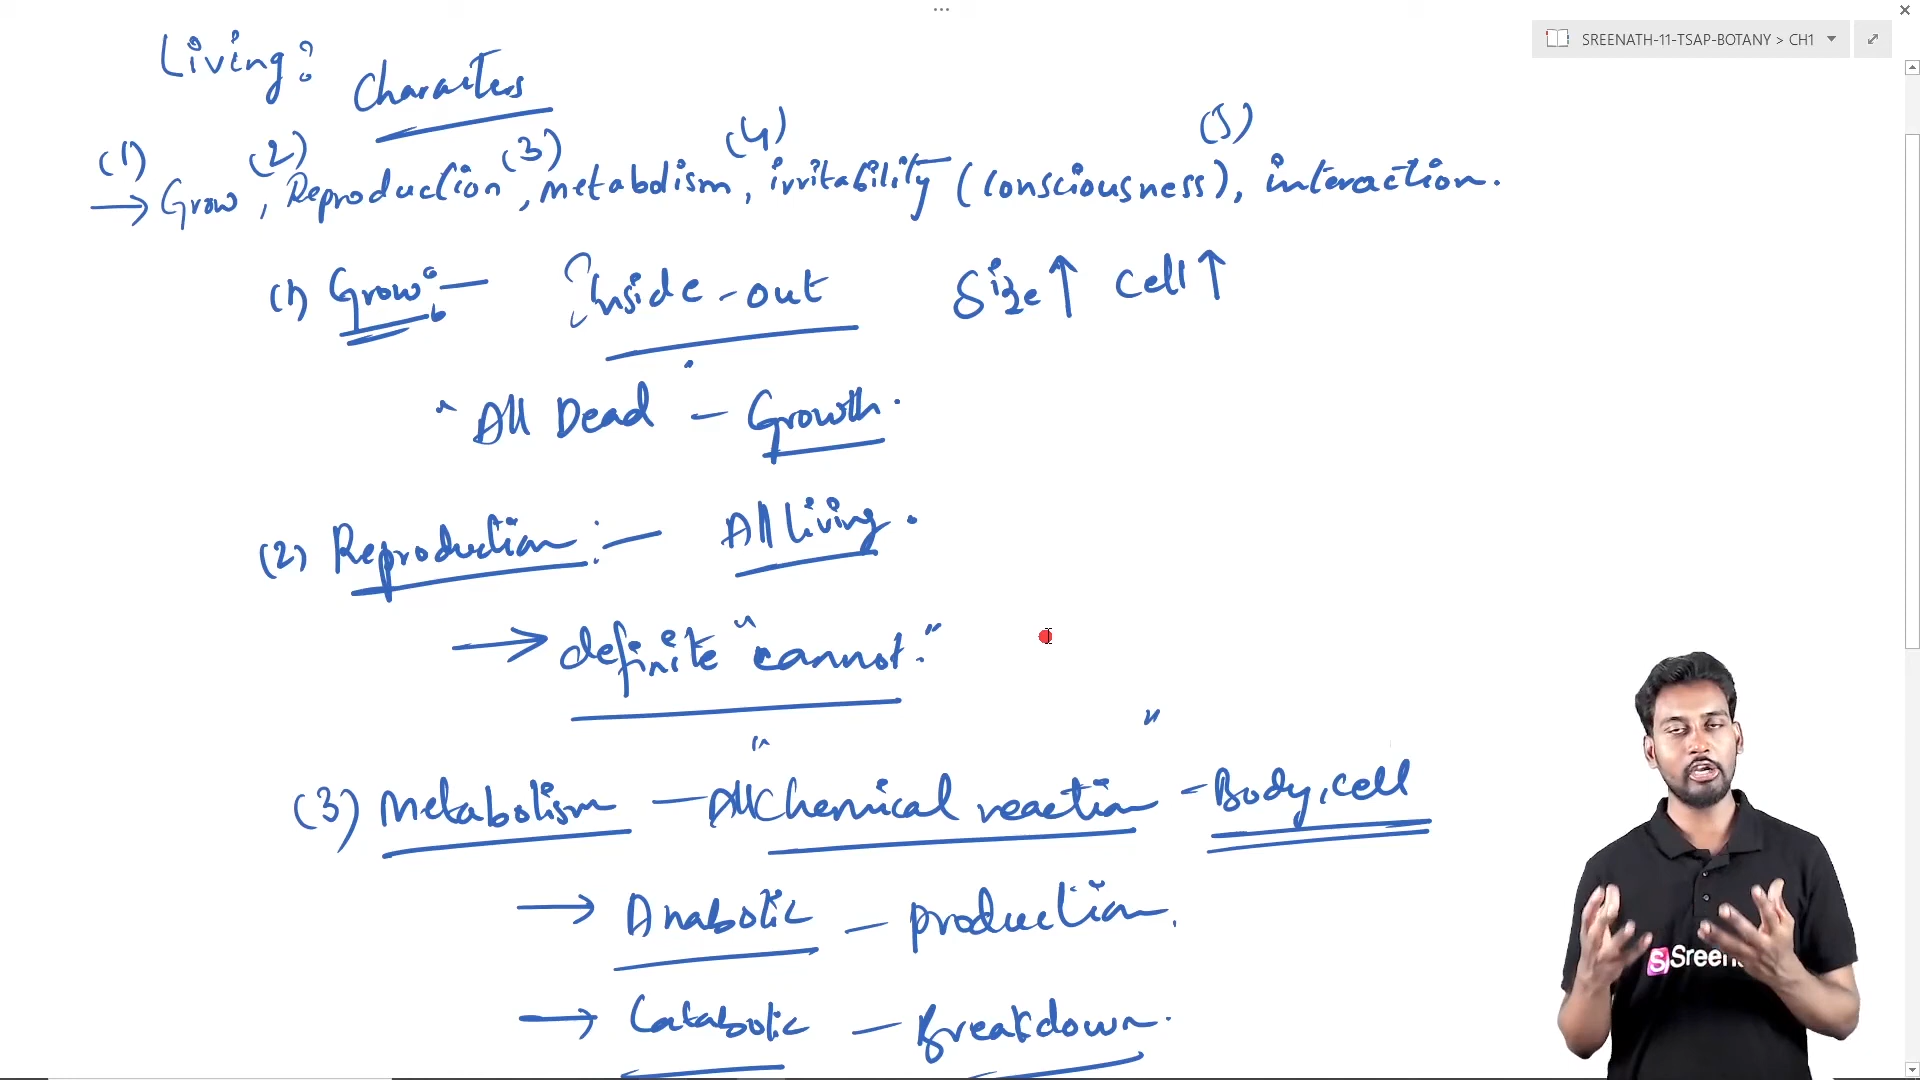 SREENATH-11-TSAP-BOTANY > CH1
Living?
Characters
(1) (2) (3) (4) (5)
→ Grow, Reproduction, metabolism, irritability (consciousness), interaction.
(1) Grow :— Inside-out Size ↑ Cell ↑
"All Dead" — Growth.
(2) Reproduction :— All living.
→ definite "cannot."
(3) Metabolism — "All Chemical reaction" - Body, cell
→ Anabolic — production.
→ Catabolic — Breakdown.